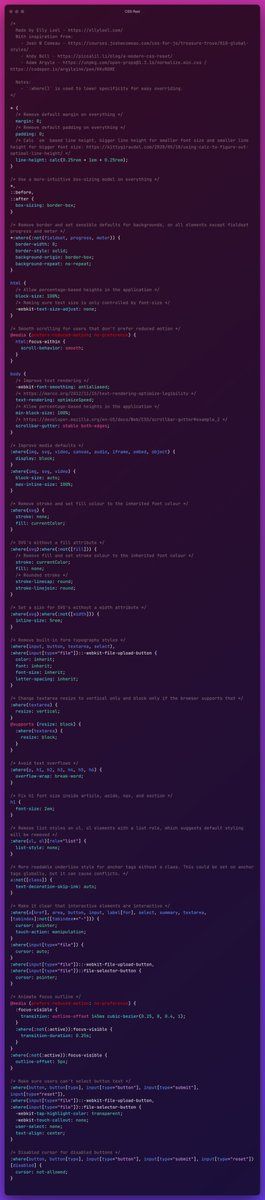 CSS Reset
/*
Made by Elly Loel - https://ellyloel.com/
With inspiration from:
- Josh W Comeau - https://courses.joshwcomeau.com/css-for-js/treasure-trove/010-global-styles/
- Andy Bell - https://piccalil.li/blog/a-modern-css-reset/
- Adam Argyle - https://unpkg.com/open-props@1.3.16/normalize.min.css /
Notes:
- `:where()` is used to lower specificity for easy overriding.
*/
* {
/* Remove default margin on everything */
margin: 0;
/* Remove default padding on everything */
padding: 0;
/* Calc `em` based line height, bigger line height for smaller font size and smaller
line height for bigger font size: https://kittygiraudel.com/2020/05/18/using-calc-to-figure-out-
optimal-line-height/ */
line-height: calc(0.25rem + 1em + 0.25rem);
}
/* Use a more-intuitive box-sizing model on everything */
*,
::before,
::after {
box-sizing: border-box;
}
/* Remove border and set sensible defaults for backgrounds, on all elements except fieldset
progress and meter */
*:where(:not(fieldset, progress, meter)) {
border-width: 0;
border-style: solid;
background-origin: border-box;
background-repeat: no-repeat;
}
html {
/* Allow percentage-based heights in the application */
block-size: 100%;
/* Making sure text size is only controlled by font-size */
-webkit-text-size-adjust: none;
}
/* Smooth scrolling for users that don't prefer reduced motion */
@media (prefers-reduced-motion: no-preference) {
html:focus-within {
scroll-behavior: smooth;
}
}
body {
/* Improve text rendering */
-webkit-font-smoothing: antialiased;
/* https://marco.org/2012/11/15/text-rendering-optimize-legibility */
text-rendering: optimizeSpeed;
/* Allow percentage-based heights in the application */
min-block-size: 100%;
/* https://developer.mozilla.org/en-US/docs/Web/CSS/scrollbar-gutter#example_2 */
scrollbar-gutter: stable both-edges;
}
/* Improve media defaults */
:where(img, svg, video, canvas, audio, iframe, embed, object) {
display: block;
}
:where(img, svg, video) {
block-size: auto;
max-inline-size: 100%;
}
/* Remove stroke and set fill colour to the inherited font colour */
:where(svg) {
stroke: none;
fill: currentColor;
}
/* SVG's without a fill attribute */
:where(svg):where(:not([fill])) {
/* Remove fill and set stroke colour to the inherited font colour */
stroke: currentColor;
fill: none;
/* Rounded stroke */
stroke-linecap: round;
stroke-linejoin: round;
}
/* Set a size for SVG's without a width attribute */
:where(svg):where(:not([width])) {
inline-size: 5rem;
}
/* Remove built-in form typography styles */
:where(input, button, textarea, select),
:where(input[type="file"])::-webkit-file-upload-button {
color: inherit;
font: inherit;
font-size: inherit;
letter-spacing: inherit;
}
/* Change textarea resize to vertical only and block only if the browser supports that */
:where(textarea) {
resize: vertical;
}
@supports (resize: block) {
:where(textarea) {
resize: block;
}
}
/* Avoid text overflows */
:where(p, h1, h2, h3, h4, h5, h6) {
overflow-wrap: break-word;
}
/* Fix h1 font size inside article, aside, nav, and section */
h1 {
font-size: 2em;
}
/* Remove list styles on ul, ol elements with a list role, which suggests default styling
will be removed */
:where(ul, ol)[role="list"] {
list-style: none;
}
/* More readable underline style for anchor tags without a class. This could be set on anchor
tags globally, but it can cause conflicts. */
a:not([class]) {
text-decoration-skip-ink: auto;
}
/* Make it clear that interactive elements are interactive */
:where(a[href], area, button, input, label[for], select, summary, textarea,
[tabindex]:not([tabindex*="-"])) {
cursor: pointer;
touch-action: manipulation;
}
:where(input[type="file"]) {
cursor: auto;
}
:where(input[type="file"])::-webkit-file-upload-button,
:where(input[type="file"])::file-selector-button {
cursor: pointer;
}
/* Animate focus outline */
@media (prefers-reduced-motion: no-preference) {
:focus-visible {
transition: outline-offset 145ms cubic-bezier(0.25, 0, 0.4, 1);
}
:where(:not(:active)):focus-visible {
transition-duration: 0.25s;
}
}
:where(:not(:active)):focus-visible {
outline-offset: 5px;
}
/* Make sure users can't select button text */
:where(button, button[type], input[type="button"], input[type="submit"],
input[type="reset"]),
:where(input[type="file"])::-webkit-file-upload-button,
:where(input[type="file"])::file-selector-button {
-webkit-tap-highlight-color: transparent;
-webkit-touch-callout: none;
user-select: none;
text-align: center;
}
/* Disabled cursor for disabled buttons */
:where(button, button[type], input[type="button"], input[type="submit"], input[type="reset"])
[disabled] {
cursor: not-allowed;
}